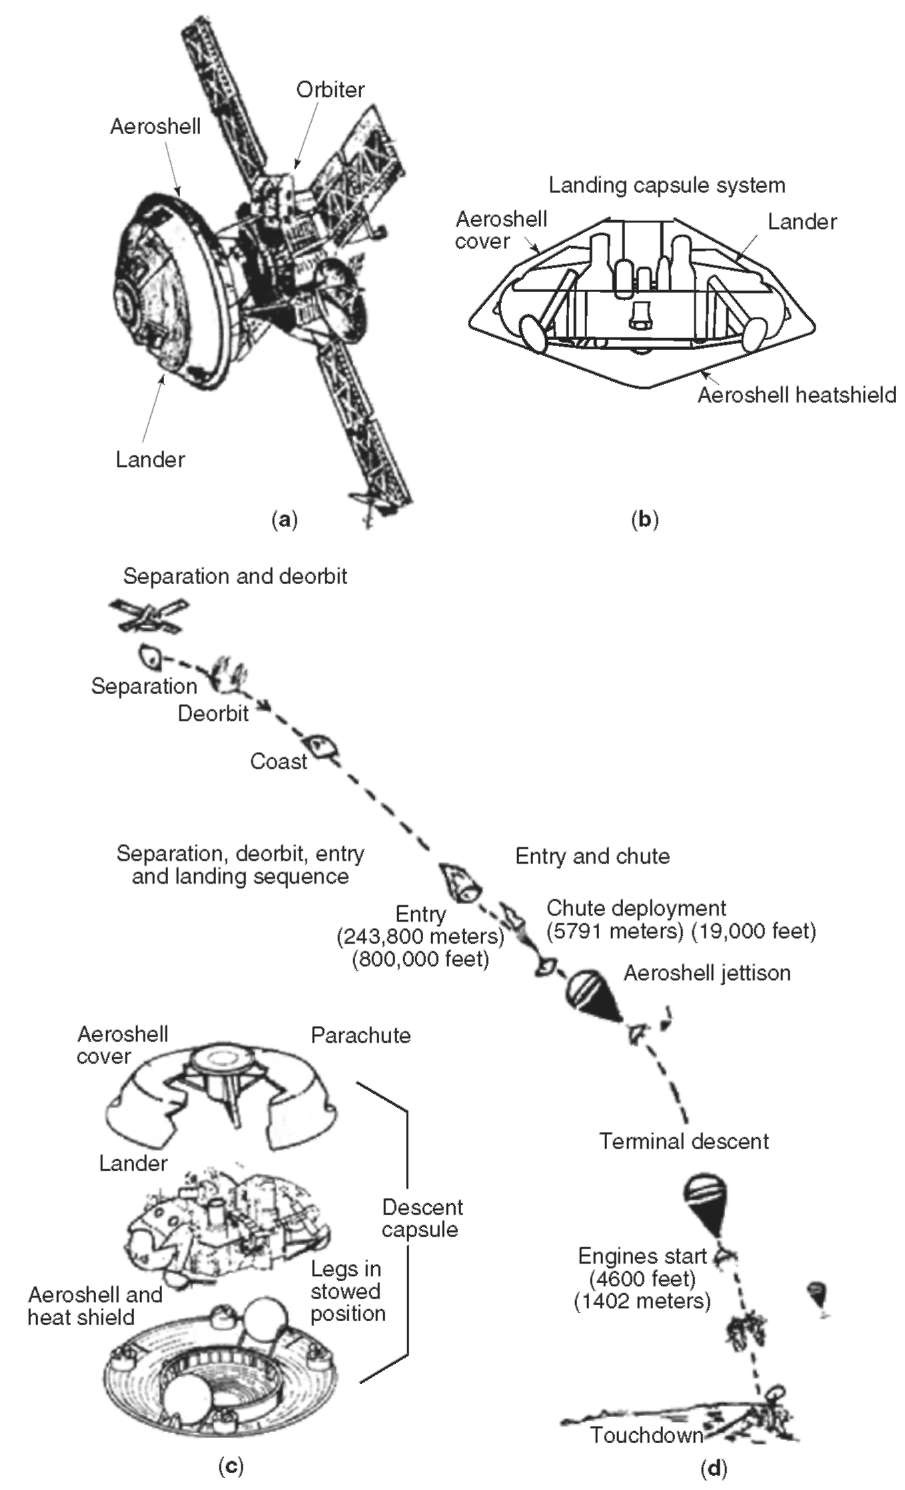 Orbiter
Aeroshell
Lander
(a)
Landing capsule system
Aeroshell
cover
Lander
Aeroshell heatshield
(b)
Separation and deorbit
Separation
Deorbit
Coast
Separation, deorbit, entry
and landing sequence
Entry and chute
Entry
(243,800 meters)
(800,000 feet)
Chute deployment
(5791 meters) (19,000 feet)
Aeroshell jettison
Terminal descent
Engines start
(4600 feet)
(1402 meters)
Touchdown
(d)
Aeroshell
cover
Parachute
Lander
Descent
capsule
Aeroshell and
heat shield
Legs in
stowed
position
(c)